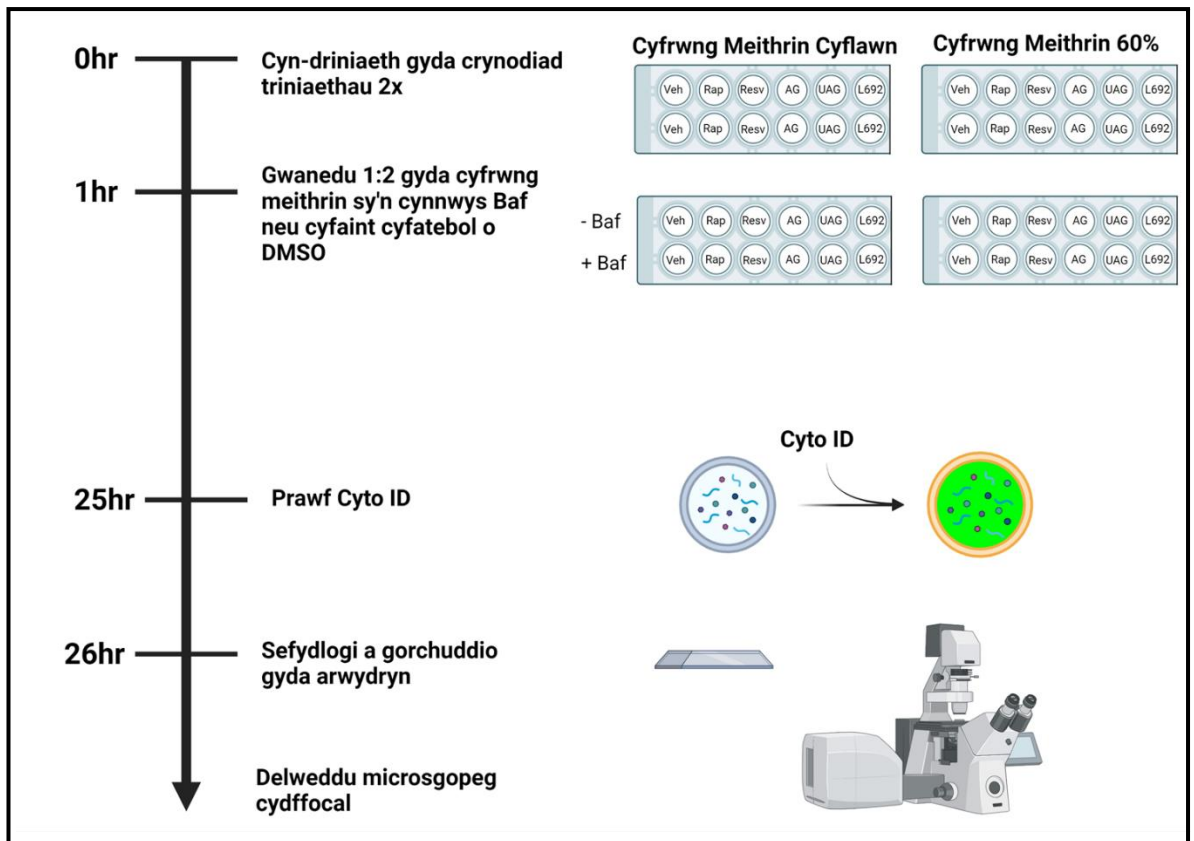 0hr
Cyn-driniaeth gyda crynodiad
triniaethau 2x
Cyfrwng Meithrin Cyflawn
Cyfrwng Meithrin 60%
Veh Rap Resv AG UAG L692
Veh Rap Resv AG UAG L692
Veh Rap Resv AG UAG L692
Veh Rap Resv AG UAG L692
1hr
Gwanedu 1:2 gyda cyfrwng
meithrin sy'n cynnwys Baf
neu cyfaint cyfatebol o
DMSO
- Baf
Veh Rap Resv AG UAG L692
+ Baf
Veh Rap Resv AG UAG L692
Veh Rap Resv AG UAG L692
Veh Rap Resv AG UAG L692
25hr
Prawf Cyto ID
Cyto ID
26hr
Sefydlogi a gorchuddio
gyda arwydryn
Delweddu microsgopeg
cydffocal